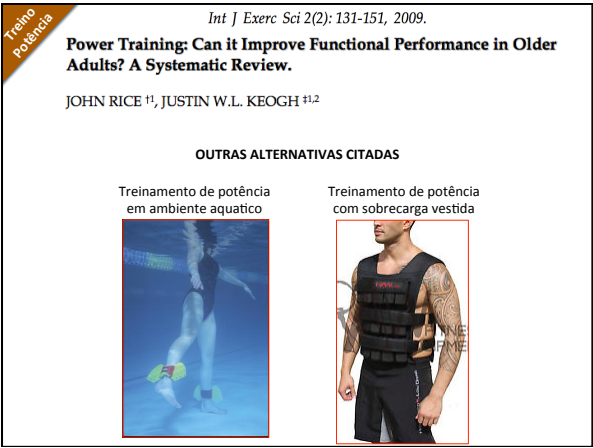 Treino
Potência
Int J Exerc Sci 2(2): 131-151, 2009.
Power Training: Can it Improve Functional Performance in Older
Adults? A Systematic Review.
JOHN RICE †1, JUSTIN W.L. KEOGH ‡1,2
OUTRAS ALTERNATIVAS CITADAS
Treinamento de potência
em ambiente aquatico
Treinamento de potência
com sobrecarga vestida